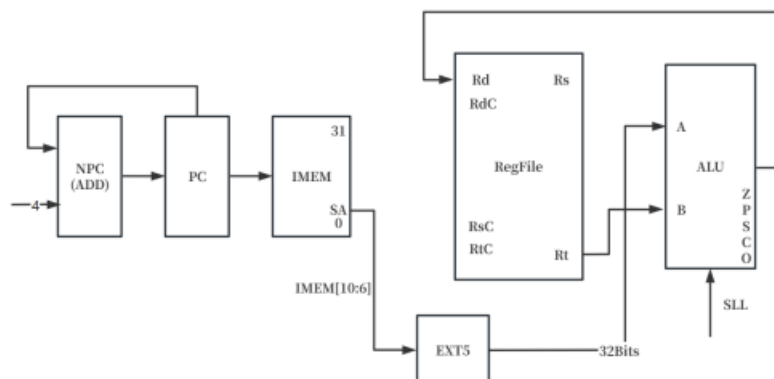 NPC
(ADD)
4
PC
31
IMEM
SA
0
IMEM[10:6]
EXT5
32Bits
Rd
Rs
RdC
RegFile
RsC
RtC
Rt
A
ALU
B
Z
P
S
C
O
SLL